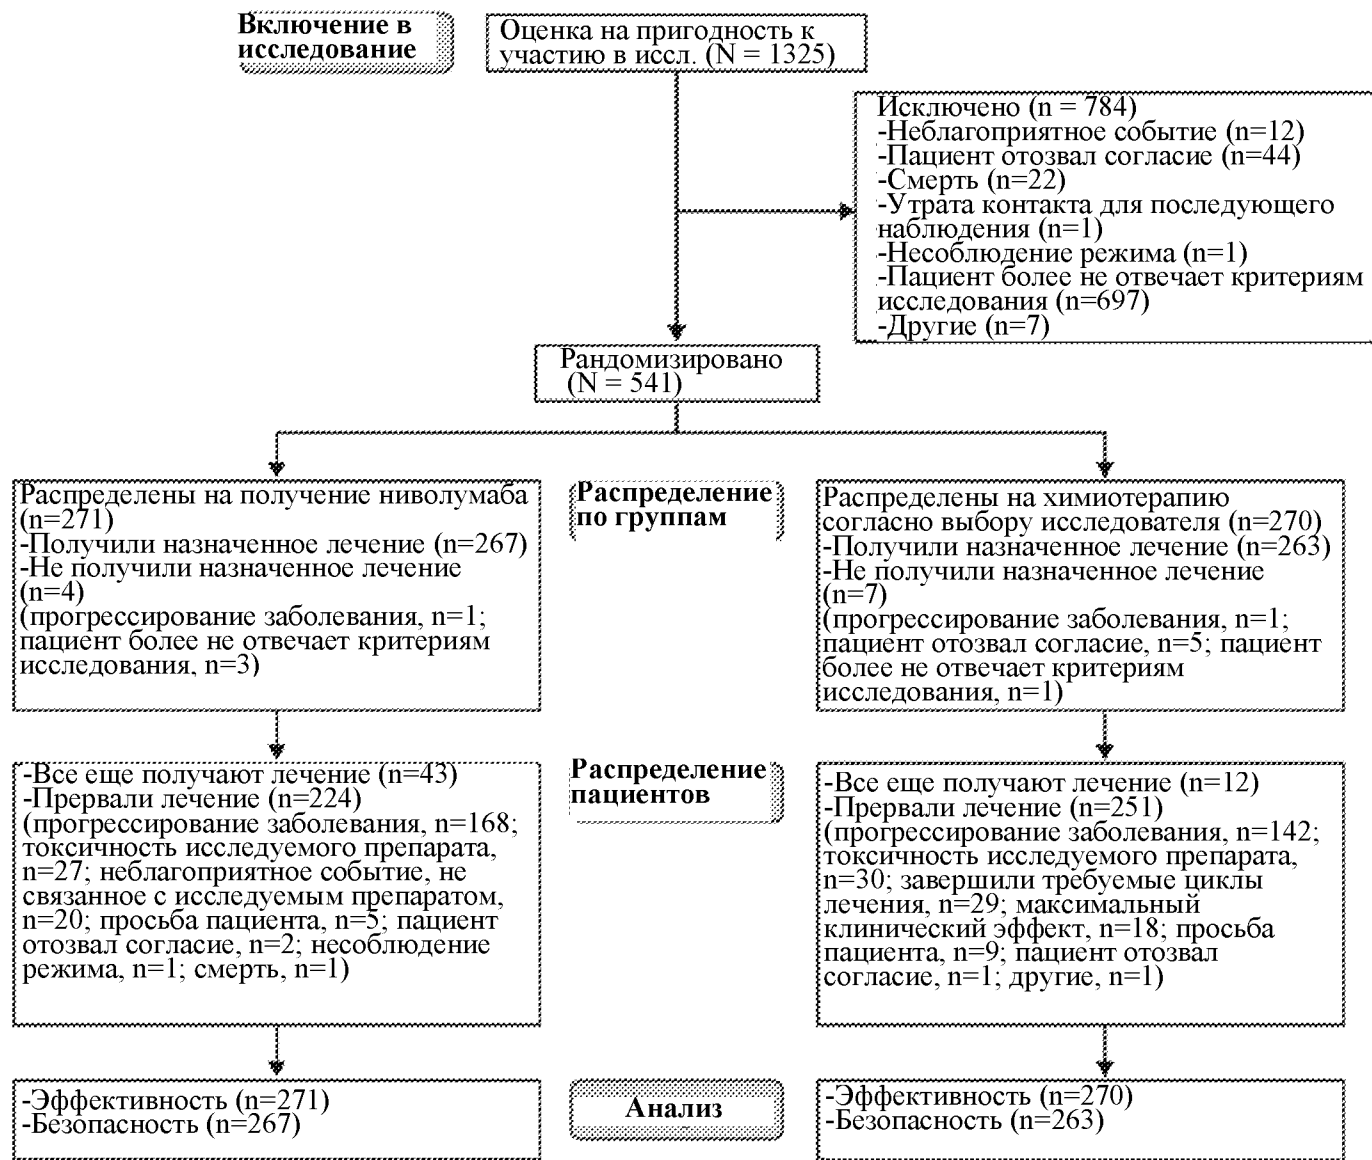 Включение в
исследование
Оценка на пригодность к
участию в иссл. (N = 1325)
Исключено (n = 784)
-Неблагоприятное событие (n=12)
-Пациент отозвал согласие (n=44)
-Смерть (n=22)
-Утрата контакта для последующего
наблюдения (n=1)
-Несоблюдение режима (n=1)
-Пациент более не отвечает критериям
исследования (n=697)
-Другие (n=7)
Рандомизировано
(N = 541)
Распределены на получение ниволумаба
(n=271)
-Получили назначенное лечение (n=267)
-Не получили назначенное лечение
(n=4)
(прогрессирование заболевания, n=1;
пациент более не отвечает критериям
исследования, n=3)
Распределение
по группам
Распределены на химиотерапию
согласно выбору исследователя (n=270)
-Получили назначенное лечение (n=263)
-Не получили назначенное лечение
(n=7)
(прогрессирование заболевания, n=1;
пациент отозвал согласие, n=5; пациент
более не отвечает критериям
исследования, n=1)
-Все еще получают лечение (n=43)
-Прервали лечение (n=224)
(прогрессирование заболевания, n=168;
токсичность исследуемого препарата,
n=27; неблагоприятное событие, не
связанное с исследуемым препаратом,
n=20; просьба пациента, n=5; пациент
отозвал согласие, n=2; несоблюдение
режима, n=1; смерть, n=1)
Распределение
пациентов
-Все еще получают лечение (n=12)
-Прервали лечение (n=251)
(прогрессирование заболевания, n=142;
токсичность исследуемого препарата,
n=30; завершили требуемые циклы
лечения, n=29; максимальный
клинический эффект, n=18; просьба
пациента, n=9; пациент отозвал
согласие, n=1; другие, n=1)
-Эффективность (n=271)
-Безопасность (n=267)
Анализ
-Эффективность (n=270)
-Безопасность (n=263)